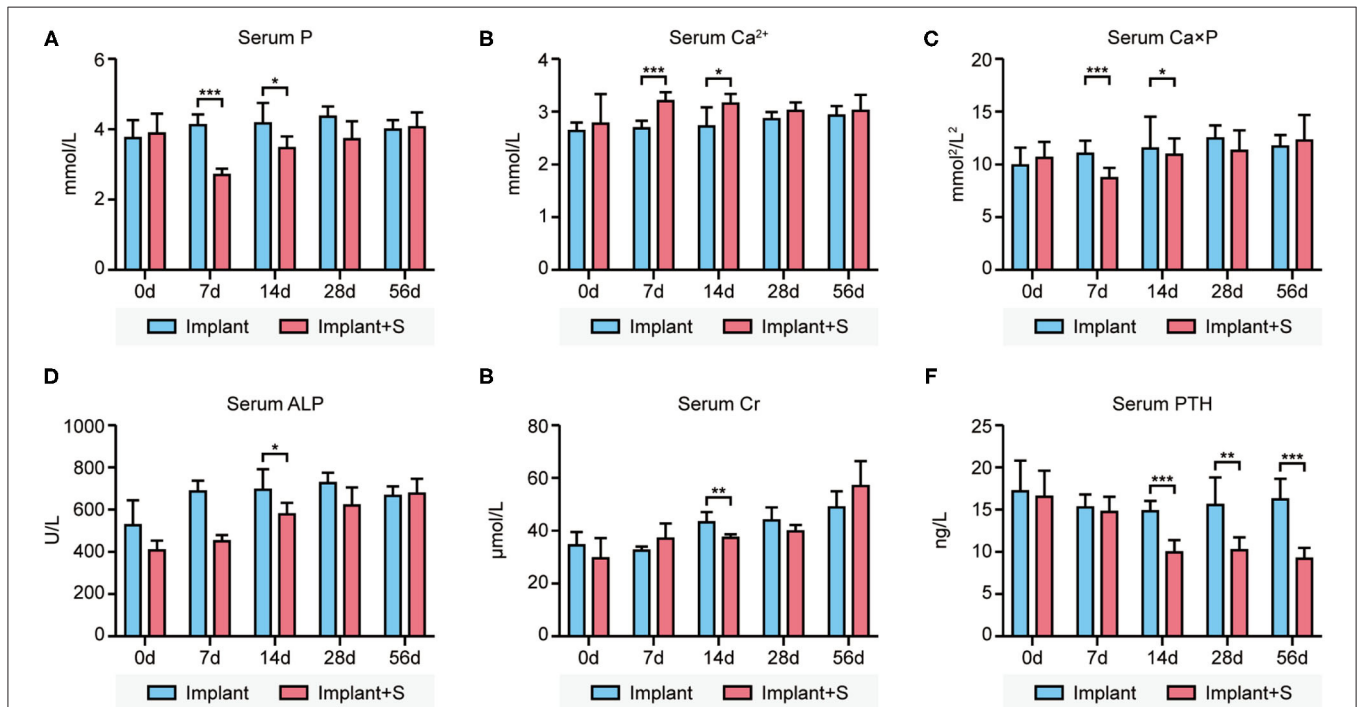 A
Serum P
mmol/L
6
4
2
0
***
*
0d 7d 14d 28d 56d
Implant Implant+S
B
Serum Ca²⁺
mmol/L
4
3
2
1
0
***
*
0d 7d 14d 28d 56d
Implant Implant+S
C
Serum Ca×P
mmol²/L²
20
15
10
5
0
***
*
0d 7d 14d 28d 56d
Implant Implant+S
D
Serum ALP
U/L
1000
800
600
400
200
0
*
0d 7d 14d 28d 56d
Implant Implant+S
B
Serum Cr
μmol/L
80
60
40
20
0
**
0d 7d 14d 28d 56d
Implant Implant+S
F
Serum PTH
ng/L
25
20
15
10
5
0
***
**
***
0d 7d 14d 28d 56d
Implant Implant+S